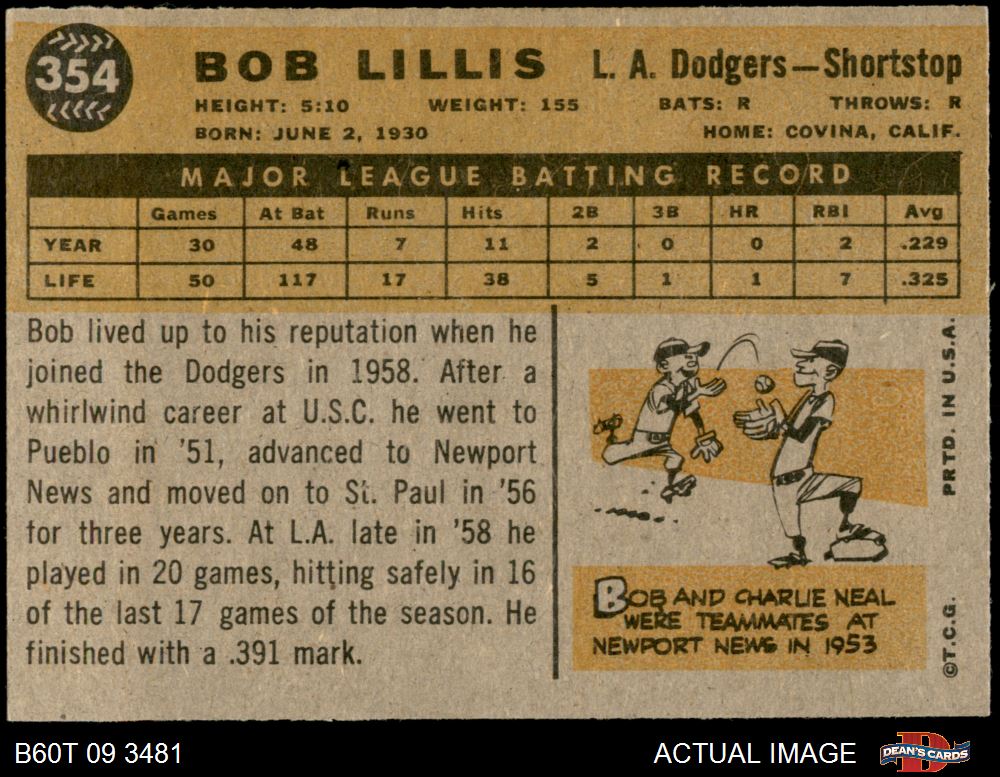 354
BOB LILLIS L. A. Dodgers—Shortstop
HEIGHT: 5:10 WEIGHT: 155 BATS: R THROWS: R
BORN: JUNE 2, 1930 HOME: COVINA, CALIF.
MAJOR LEAGUE BATTING RECORD
Games At Bat Runs Hits 2B 3B HR RBI Avg
YEAR 30 48 7 11 2 0 0 2 .229
LIFE 50 117 17 38 5 1 1 7 .325
Bob lived up to his reputation when he
joined the Dodgers in 1958. After a
whirlwind career at U.S.C. he went to
Pueblo in '51, advanced to Newport
News and moved on to St. Paul in '56
for three years. At L.A. late in '58 he
played in 20 games, hitting safely in 16
of the last 17 games of the season. He
finished with a .391 mark.
BOB AND CHARLIE NEAL
WERE TEAMMATES AT
NEWPORT NEWS IN 1953
©T.C.G. PRTD. IN U.S.A.
B60T 09 3481 ACTUAL IMAGE DEAN'S CARDS